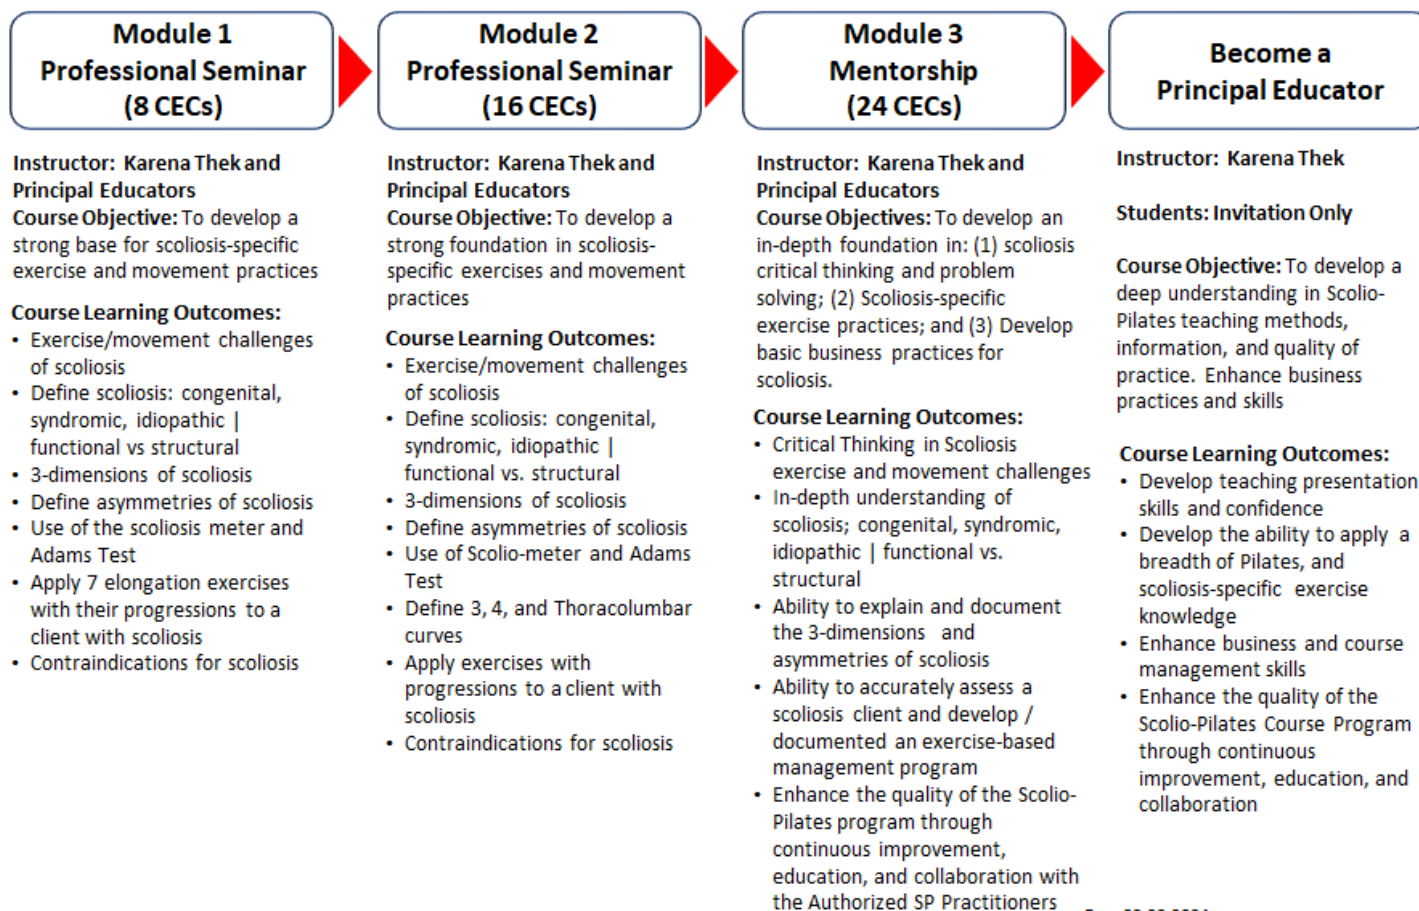 Module 1
Professional Seminar
(8 CECs)
Instructor: Karena Thek and
Principal Educators
Course Objective: To develop a
strong base for scoliosis-specific
exercise and movement practices
Course Learning Outcomes:
• Exercise/movement challenges
of scoliosis
• Define scoliosis: congenital,
syndromic, idiopathic |
functional vs structural
• 3-dimensions of scoliosis
• Define asymmetries of scoliosis
• Use of the scoliosis meter and
Adams Test
• Apply 7 elongation exercises
with their progressions to a
client with scoliosis
• Contraindications for scoliosis
Module 2
Professional Seminar
(16 CECs)
Instructor: Karena Thek and
Principal Educators
Course Objective: To develop a
strong foundation in scoliosis-
specific exercises and movement
practices
Course Learning Outcomes:
• Exercise/movement challenges
of scoliosis
• Define scoliosis: congenital,
syndromic, idiopathic |
functional vs. structural
• 3-dimensions of scoliosis
• Define asymmetries of scoliosis
• Use of Scolio-meter and Adams
Test
• Define 3, 4, and Thoracolumbar
curves
• Apply exercises with
progressions to a client with
scoliosis
• Contraindications for scoliosis
Module 3
Mentorship
(24 CECs)
Instructor: Karena Thek and
Principal Educators
Course Objectives: To develop an
in-depth foundation in: (1) scoliosis
critical thinking and problem
solving; (2) Scoliosis-specific
exercise practices; and (3) Develop
basic business practices for
scoliosis.
Course Learning Outcomes:
• Critical Thinking in Scoliosis
exercise and movement challenges
• In-depth understanding of
scoliosis; congenital, syndromic,
idiopathic | functional vs.
structural
• Ability to explain and document
the 3-dimensions and
asymmetries of scoliosis
• Ability to accurately assess a
scoliosis client and develop /
documented an exercise-based
management program
• Enhance the quality of the Scolio-
Pilates program through
continuous improvement,
education, and collaboration with
the Authorized SP Practitioners
Become a
Principal Educator
Instructor: Karena Thek
Students: Invitation Only
Course Objective: To develop a
deep understanding in Scolio-
Pilates teaching methods,
information, and quality of
practice. Enhance business
practices and skills
Course Learning Outcomes:
• Develop teaching presentation
skills and confidence
• Develop the ability to apply a
breadth of Pilates, and
scoliosis-specific exercise
knowledge
• Enhance business and course
management skills
• Enhance the quality of the
Scolio-Pilates Course Program
through continuous
improvement, education, and
collaboration